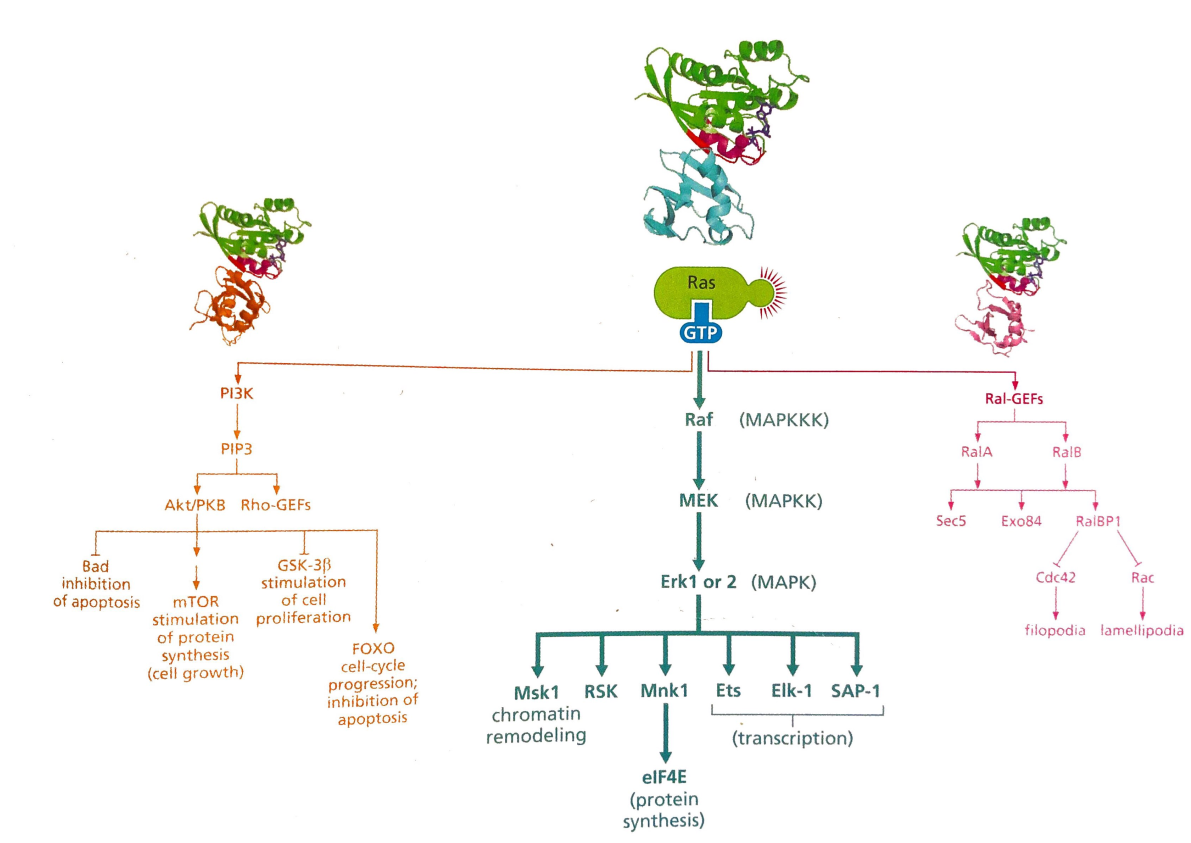 Ras
GTP
PI3K
PIP3
Akt/PKB Rho-GEFs
Bad
inhibition
of apoptosis
mTOR
stimulation
of protein
synthesis
(cell growth)
GSK-3β
stimulation
of cell
proliferation
FOXO
cell-cycle
progression;
inhibition of
apoptosis
Raf (MAPKKK)
MEK (MAPKK)
Erk1 or 2 (MAPK)
Msk1
chromatin
remodeling
RSK
Mnk1
eIF4E
(protein
synthesis)
Ets Elk-1 SAP-1
(transcription)
Ral-GEFs
RalA RalB
Sec5 Exo84 RalBP1
Cdc42 Rac
filopodia lamellipodia